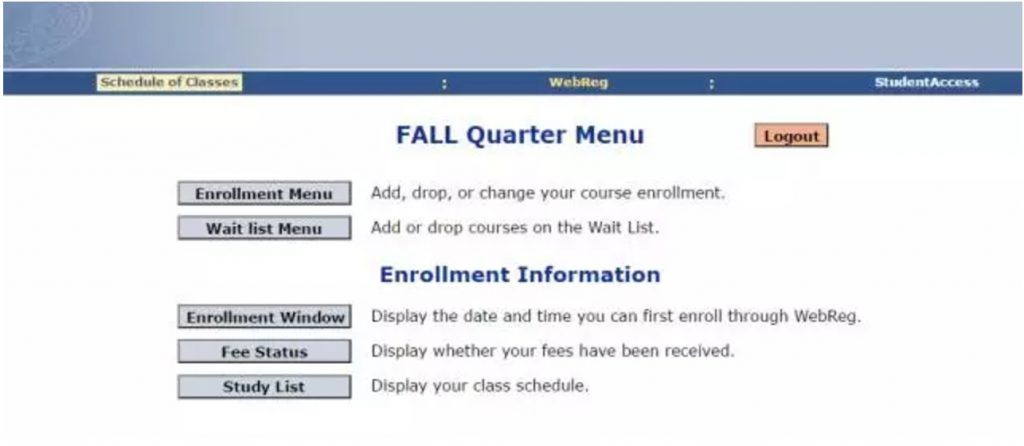 Schedule of Classes : WebReg : StudentAccess
FALL Quarter Menu Logout
Enrollment Menu Add, drop, or change your course enrollment.
Wait list Menu Add or drop courses on the Wait List.
Enrollment Information
Enrollment Window Display the date and time you can first enroll through WebReg.
Fee Status Display whether your fees have been received.
Study List Display your class schedule.